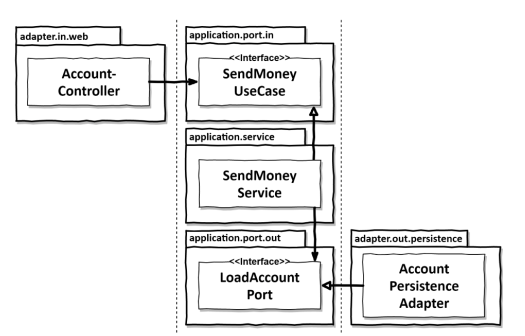 adapter.in.web
Account-
Controller
application.port.in
<<Interface>>
SendMoney
UseCase
application.service
SendMoney
Service
application.port.out
<<Interface>>
LoadAccount
Port
adapter.out.persistence
Account
Persistence
Adapter